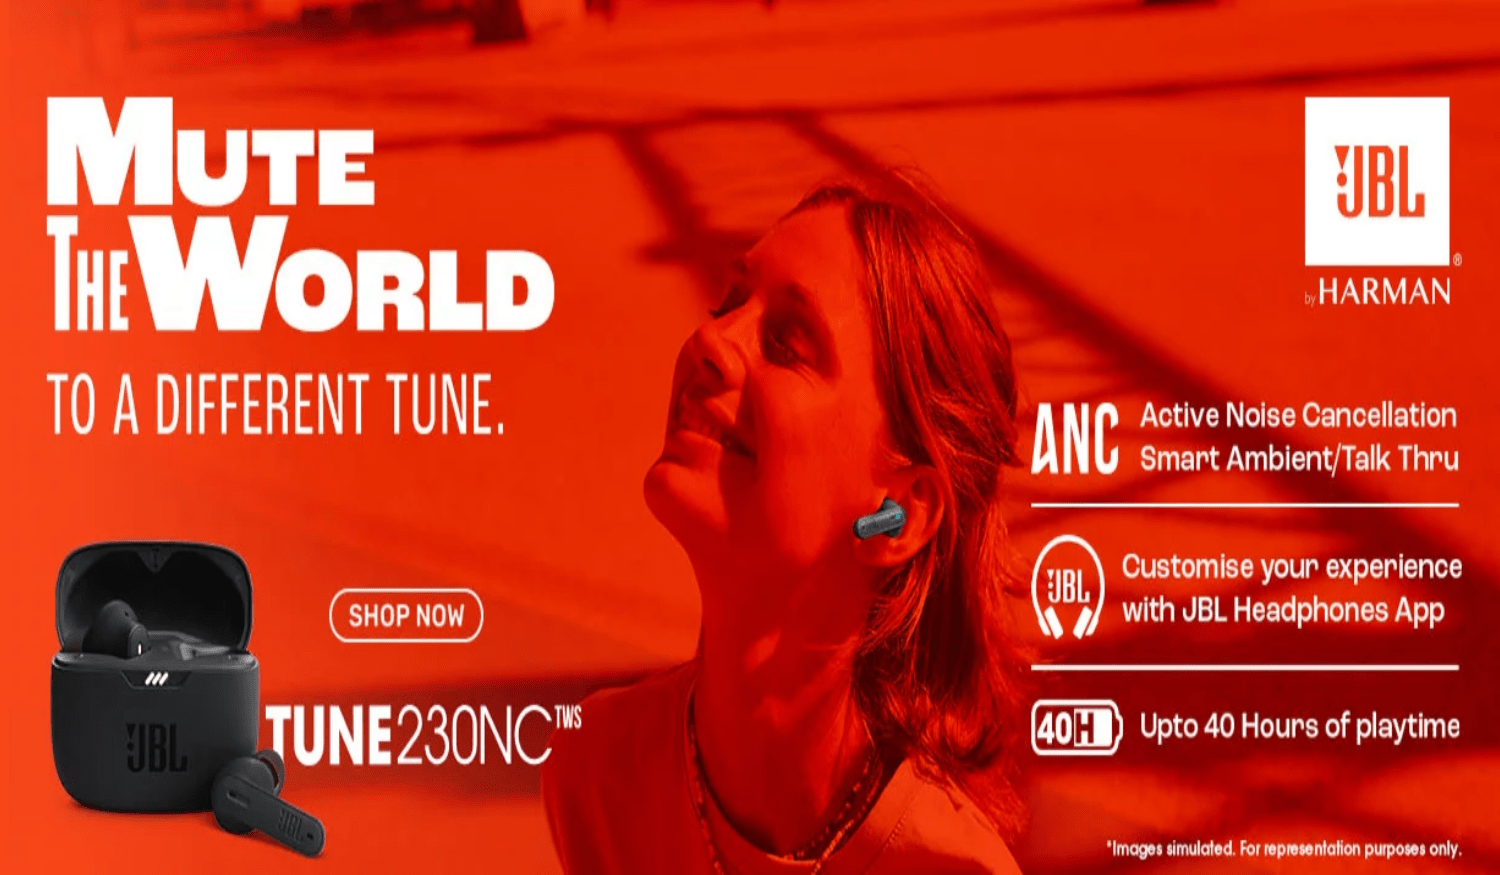 MUTE
THE WORLD
TO A DIFFERENT TUNE.
SHOP NOW
JBL
TUNE230NC TWS
JBL
JBL
®
by HARMAN
ANC
Active Noise Cancellation
Smart Ambient/Talk Thru
JBL
Customise your experience
with JBL Headphones App
40H
Upto 40 Hours of playtime
*Images simulated. For representation purposes only.